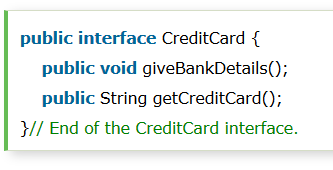 public interface CreditCard {
public void giveBankDetails();
public String getCreditCard();
}// End of the CreditCard interface.